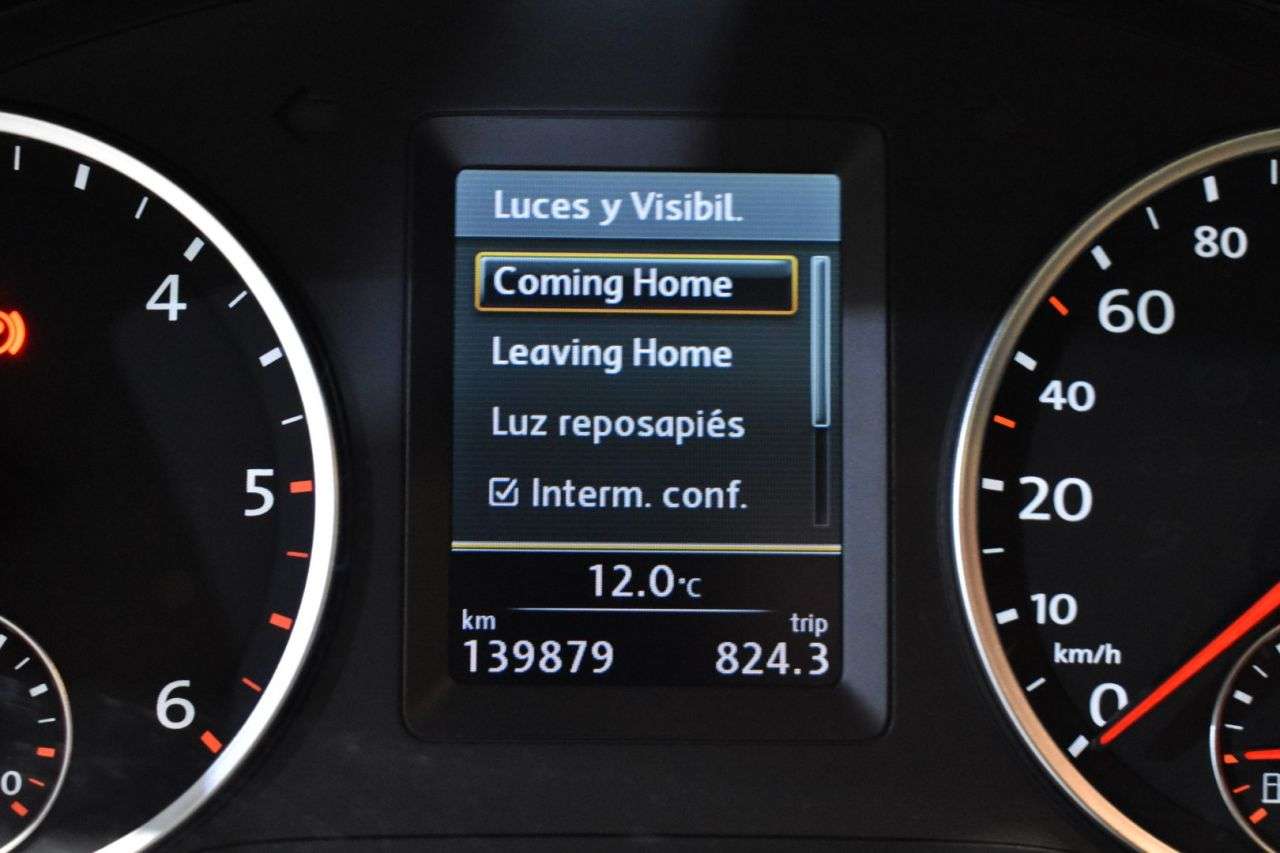 Luces y Visibil.
Coming Home
Leaving Home
Luz reposapiés
Interm. conf.
12.0°C
km trip
139879 824.3
4
5
6
0
80
60
40
20
10
km/h
0